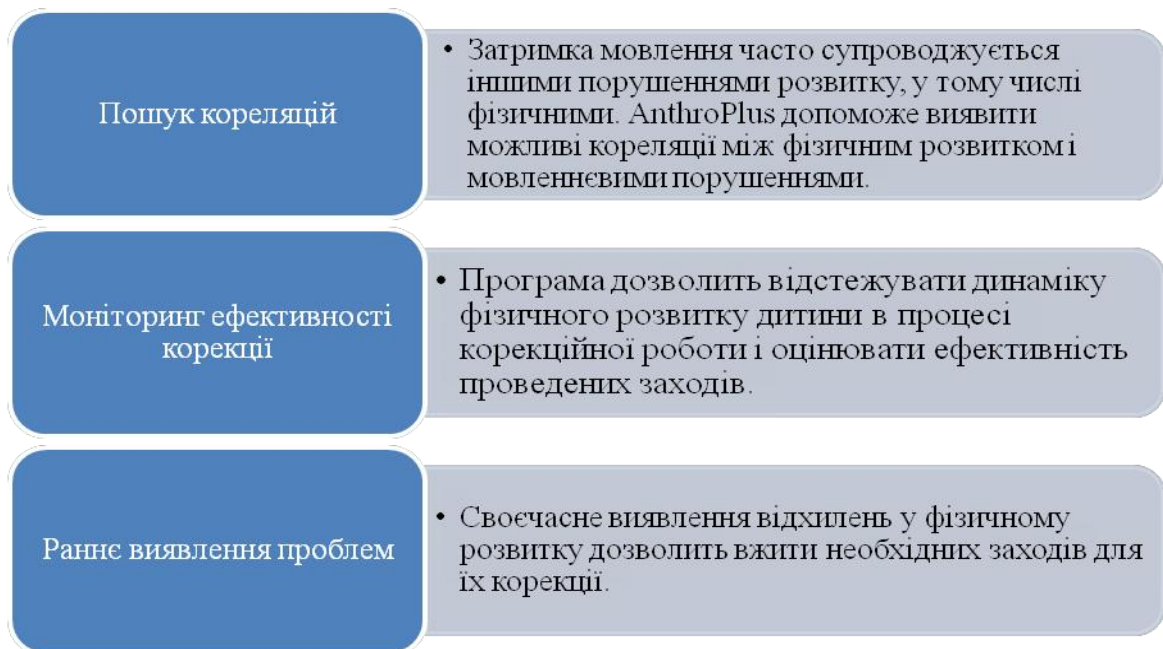 Пошук кореляцій
• Затримка мовлення часто супроводжується
іншими порушеннями розвитку, у тому числі
фізичними. AnthroPlus допоможе виявити
можливі кореляції між фізичним розвитком і
мовленнєвими порушеннями.
Моніторинг ефективності
корекції
• Програма дозволить відстежувати динаміку
фізичного розвитку дитини в процесі
корекційної роботи і оцінювати ефективність
проведених заходів.
Раннє виявлення проблем
• Своєчасне виявлення відхилень у фізичному
розвитку дозволить вжити необхідних заходів для
їх корекції.